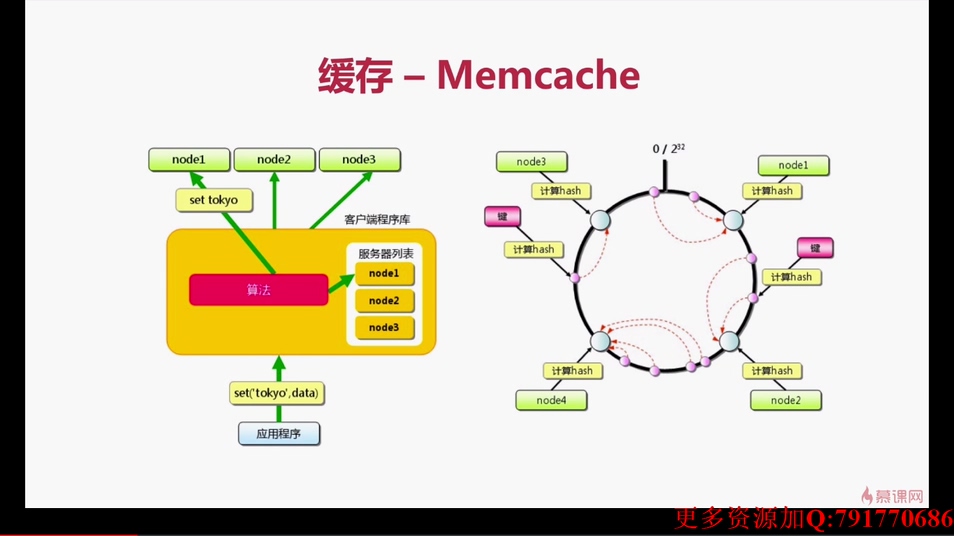 缓存 – Memcache
node1
node2
node3
set tokyo
客户端程序库
服务器列表
node1
node2
node3
算法
set('tokyo',data)
应用程序
0 / 2³²
node3
node1
计算hash
计算hash
键
键
计算hash
计算hash
计算hash
计算hash
node4
node2
慕课网
更多资源加Q:791770686